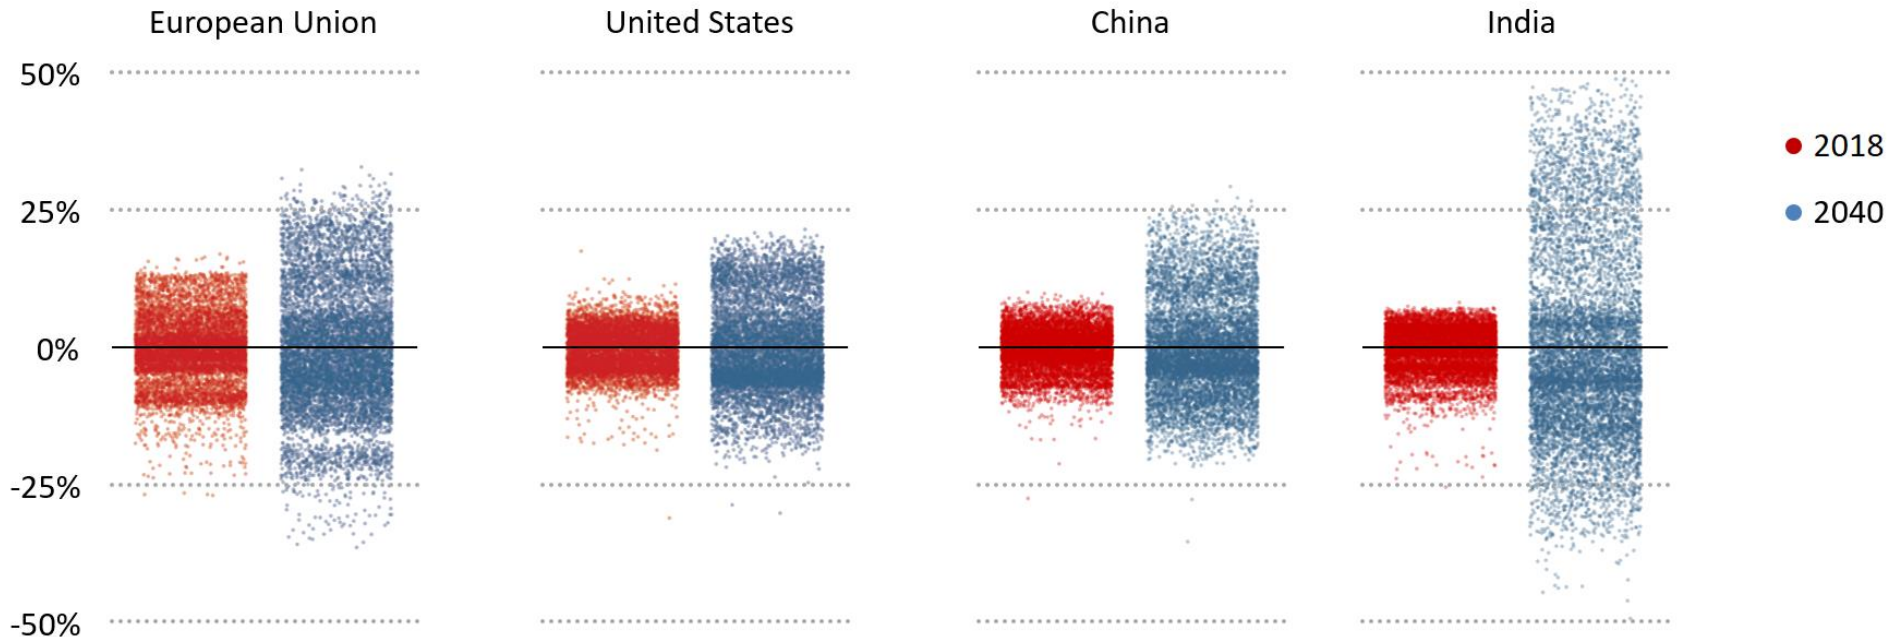 European Union
United States
China
India
50%
25%
0%
-25%
-50%
2018
2040